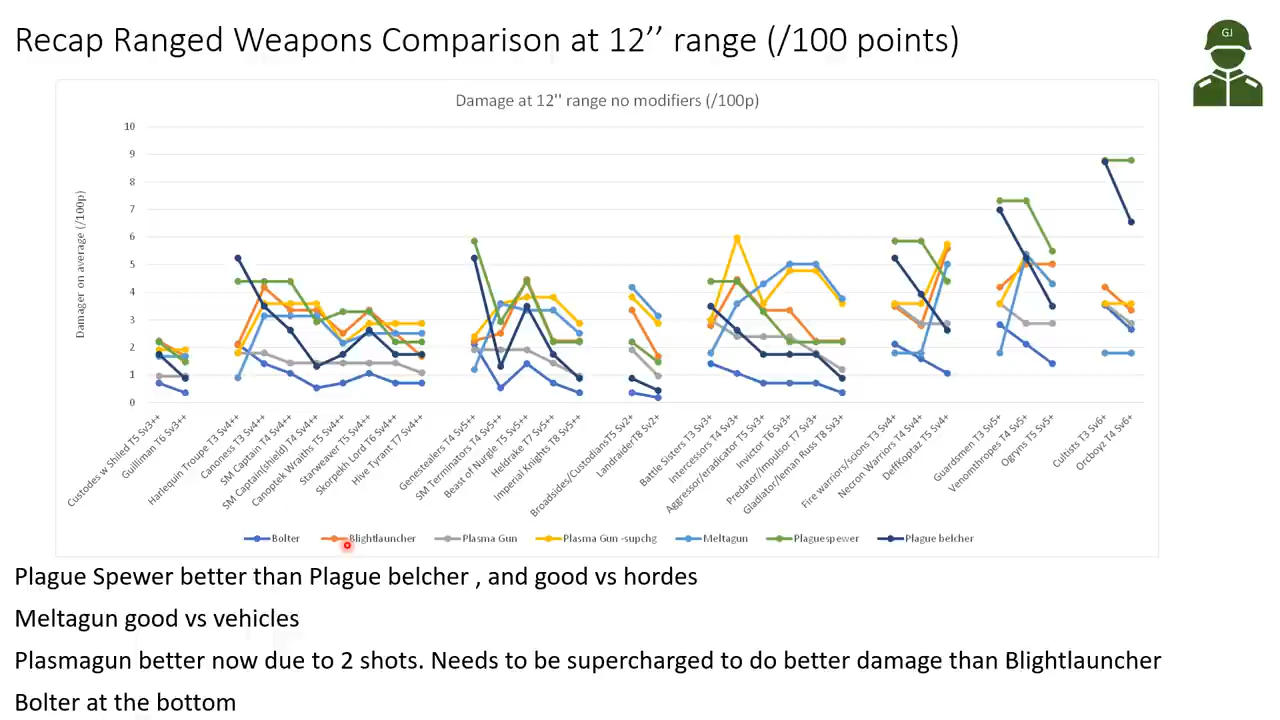 Recap Ranged Weapons Comparison at 12’’ range (/100 points)
GJ
Damage at 12'' range no modifiers (/100p)
Damager on average (/100p)
10
9
8
7
6
5
4
3
2
1
0
Custodes w Shiled T5 Sv3++
Guilliman T6 Sv3++
Harlequin Troupe T3 Sv4++
Canoness T3 Sv4++
SM Captain T4 Sv4++
SM Captain(shield) T4 Sv4++
Canoptek Wraiths T5 Sv4++
Starweaver T5 Sv4++
Skorpekh Lord T6 Sv4++
Hive Tyrant T7 Sv4++
Genestealers T4 Sv5++
SM Terminators T4 Sv5++
Beast of Nurgle T5 Sv5++
Heldrake T7 5v5++
Imperial Knights T8 Sv5++
Broadsides/CustodiansT5 Sv2+
LandraiderT8 Sv2+
Battle Sisters T3 Sv3+
Intercessors T4 Sv3+
Aggressor/eradicator T5 Sv3+
Invictor T6 Sv3+
Predator/Impulsor T7 Sv3+
Gladiator/leman Russ T8 Sv3+
Fire warriors/scions T3 Sv4+
Necron Warriors T4 Sv4+
DeffKoptaz T5 Sv4+
Guardsmen T3 Sv5+
Venomthropes T4 Sv5+
Ogryns T5 Sv5+
Cultists T3 Sv6+
Orcboyz T4 Sv6+
Bolter Blightlauncher Plasma Gun Plasma Gun -supchg Meltagun Plaguespewer Plague belcher
Plague Spewer better than Plague belcher , and good vs hordes
Meltagun good vs vehicles
Plasmagun better now due to 2 shots. Needs to be supercharged to do better damage than Blightlauncher
Bolter at the bottom